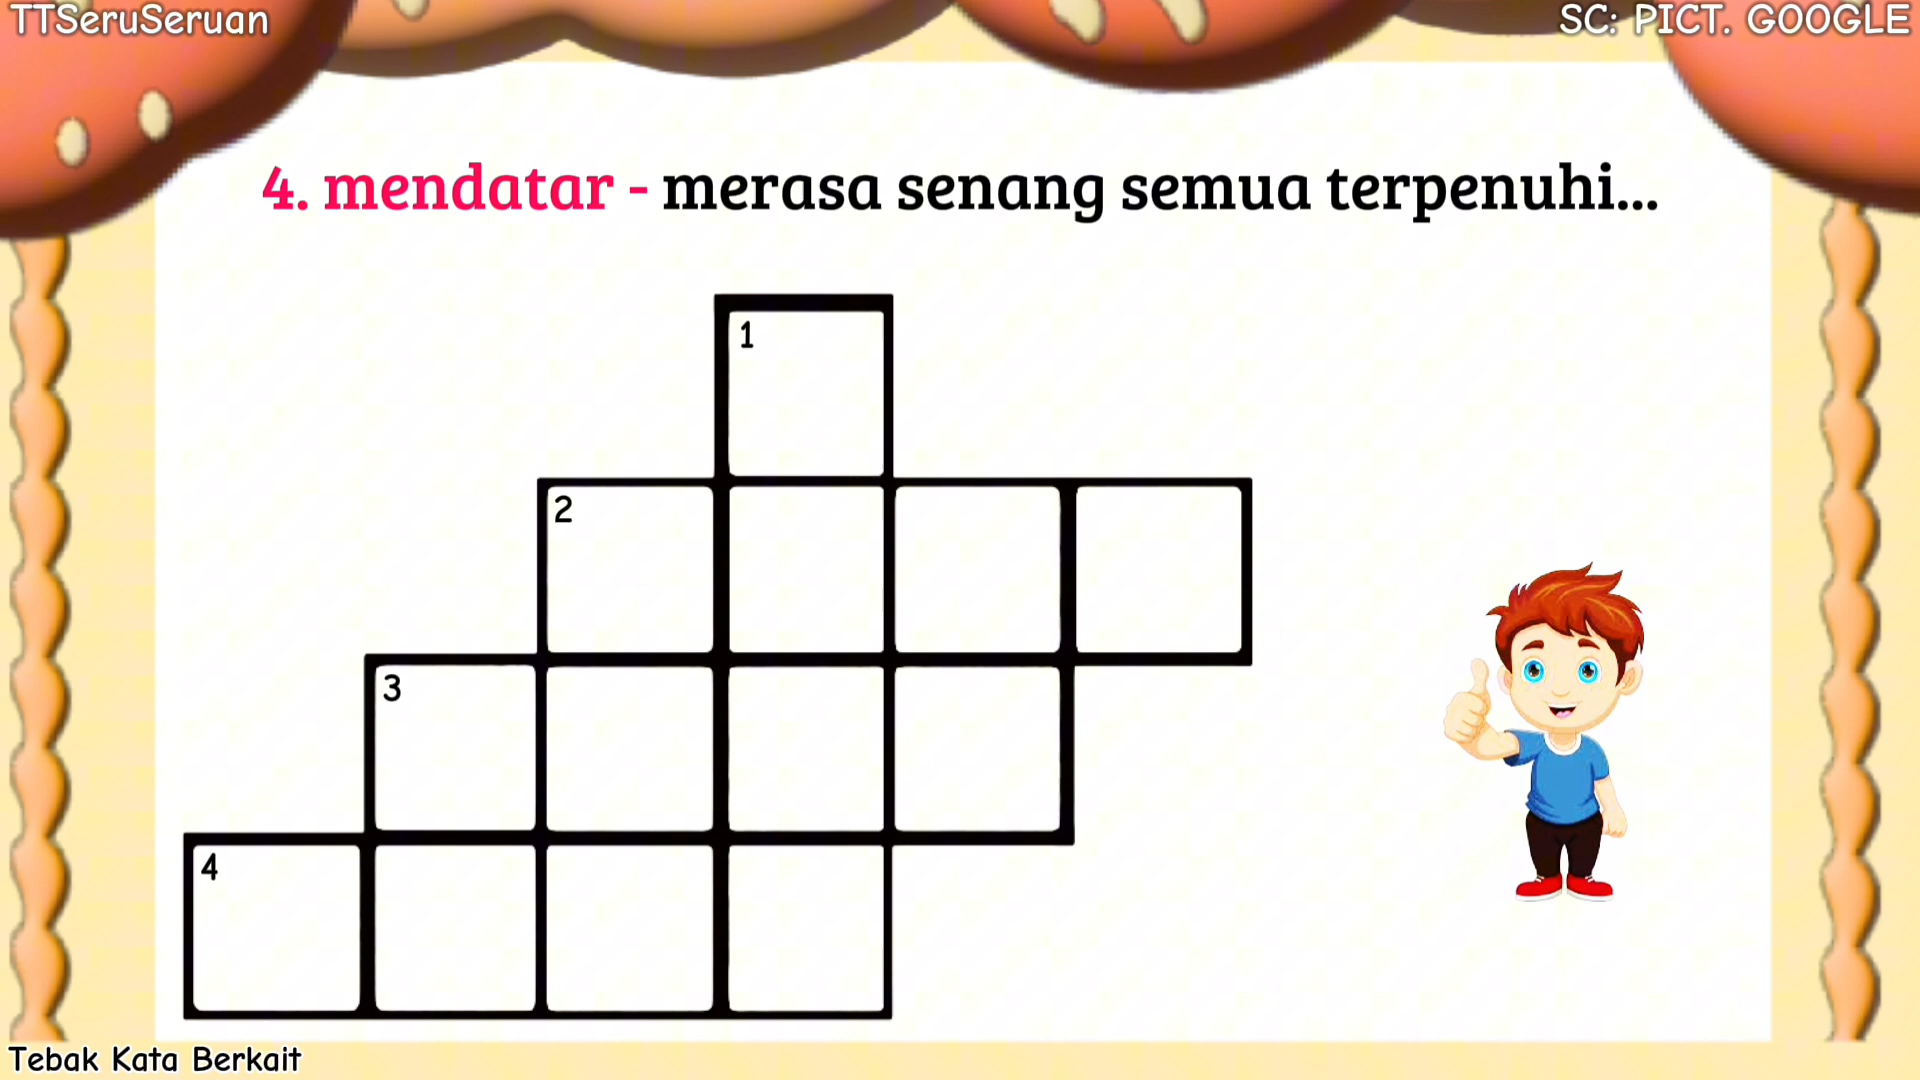 TTSeruSeruan
SC: PICT. GOOGLE
4. mendatar - merasa senang semua terpenuhi...
1
2
3
4
Tebak Kata Berkait